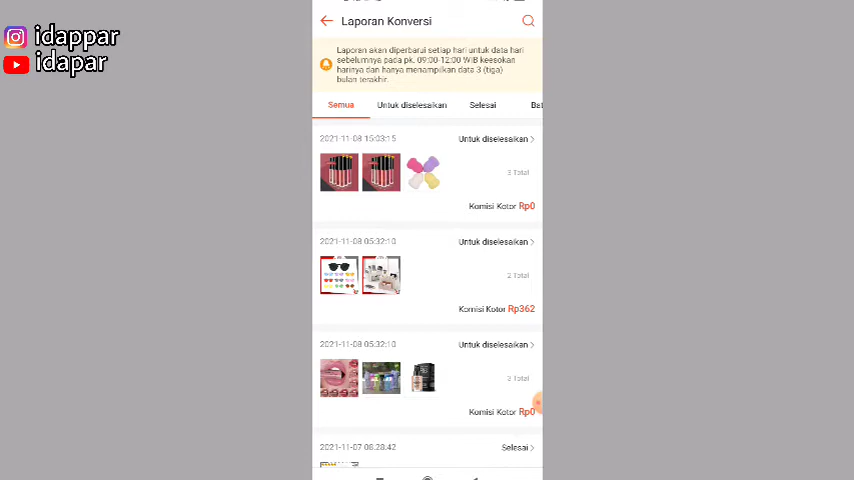 idappar
idapar
Laporan Konversi
Laporan akan diperbarui setiap hari untuk data hari
sebelumnya pada pk. 09:00-12:00 WIB keesokan
harinya dan hanya menampilkan data 3 (tiga)
bulan terakhir.
Semua Untuk diselesaikan Selesai Bat
2021-11-08 15:03:15 Untuk diselesaikan
3 Total
Komisi Kotor Rp0
2021-11-08 05:32:10 Untuk diselesaikan
2 Total
Komisi Kotor Rp362
2021-11-08 05:32:10 Untuk diselesaikan
3 Total
Komisi Kotor Rp0
2021-11-07 08:28:42 Selesai